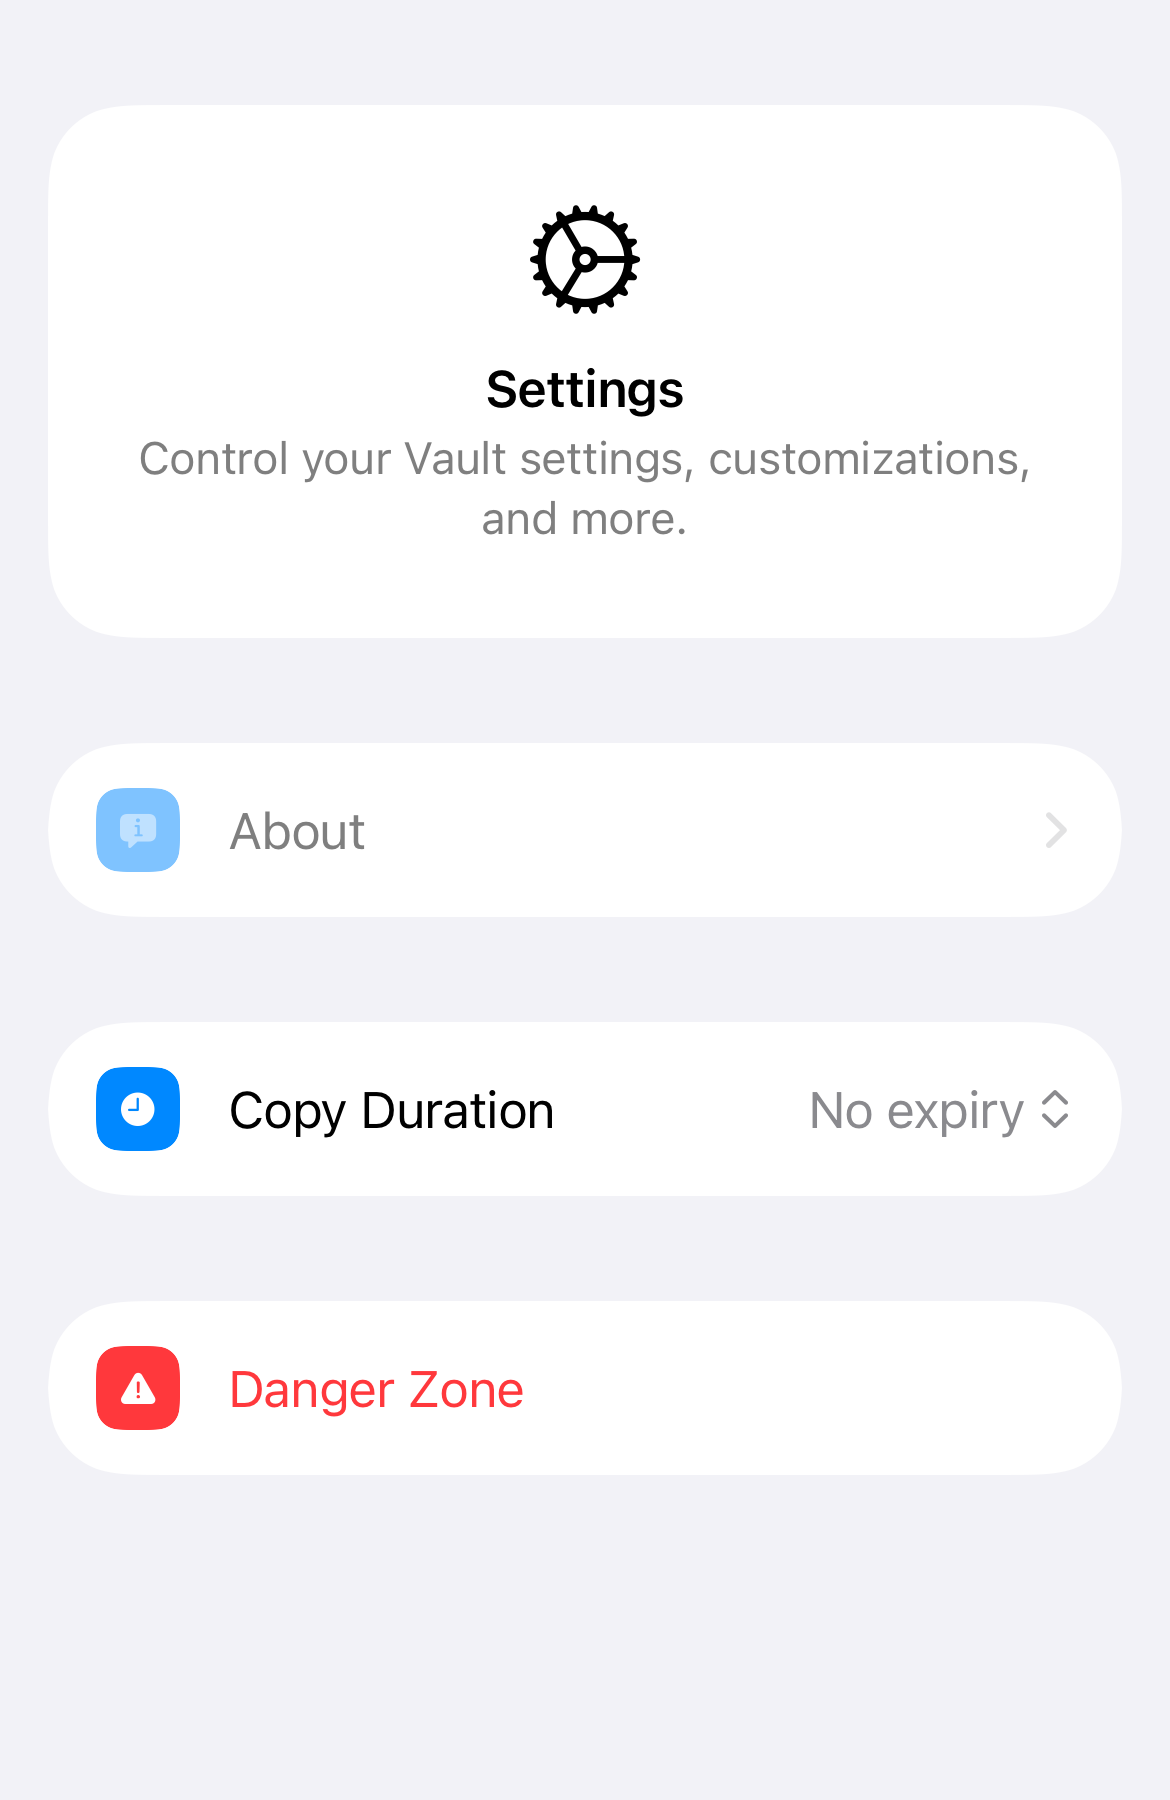 Settings
Control your Vault settings, customizations,
and more.
About
Copy Duration No expiry
Danger Zone